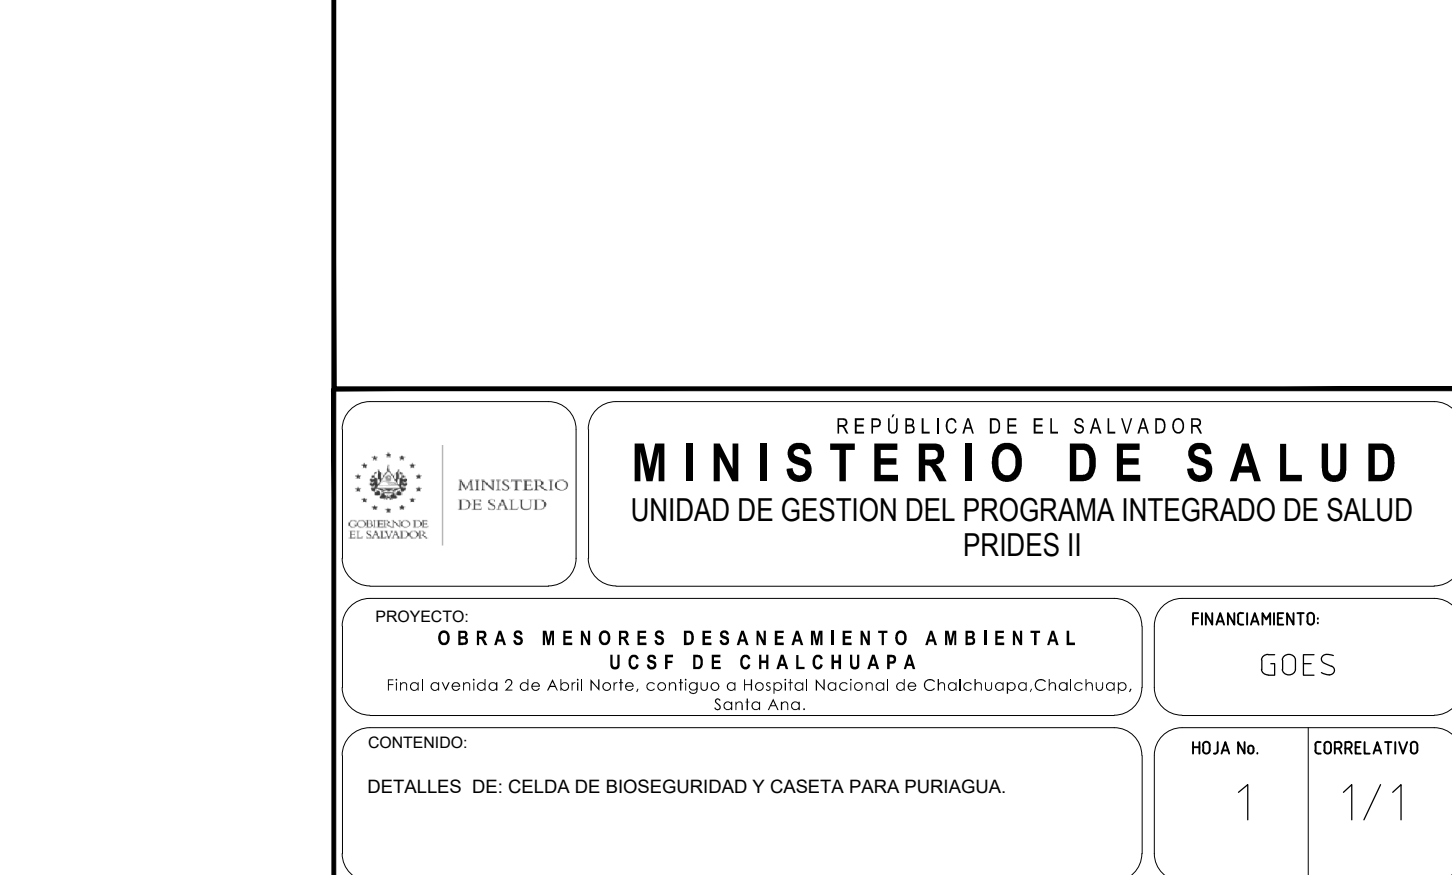 GOBIERNO DE
EL SALVADOR
MINISTERIO
DE SALUD
REPÚBLICA DE EL SALVADOR
MINISTERIO DE SALUD
UNIDAD DE GESTION DEL PROGRAMA INTEGRADO DE SALUD
PRIDES II
PROYECTO:
OBRAS MENORES DESANEAMIENTO AMBIENTAL
UCSF DE CHALCHUAPA
Final avenida 2 de Abril Norte, contiguo a Hospital Nacional de Chalchuapa,Chalchuap,
Santa Ana.
FINANCIAMIENTO:
GOES
CONTENIDO:
DETALLES DE: CELDA DE BIOSEGURIDAD Y CASETA PARA PURIAGUA.
HOJA No.
1
CORRELATIVO
1/1